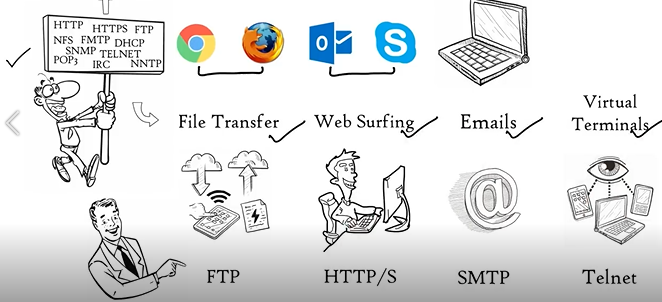 HTTP HTTPS FTP
NFS FMTP DHCP
SNMP TELNET
POP3 IRC NNTP
File Transfer
Web Surfing
Emails
Virtual
Terminals
FTP
HTTP/S
SMTP
Telnet